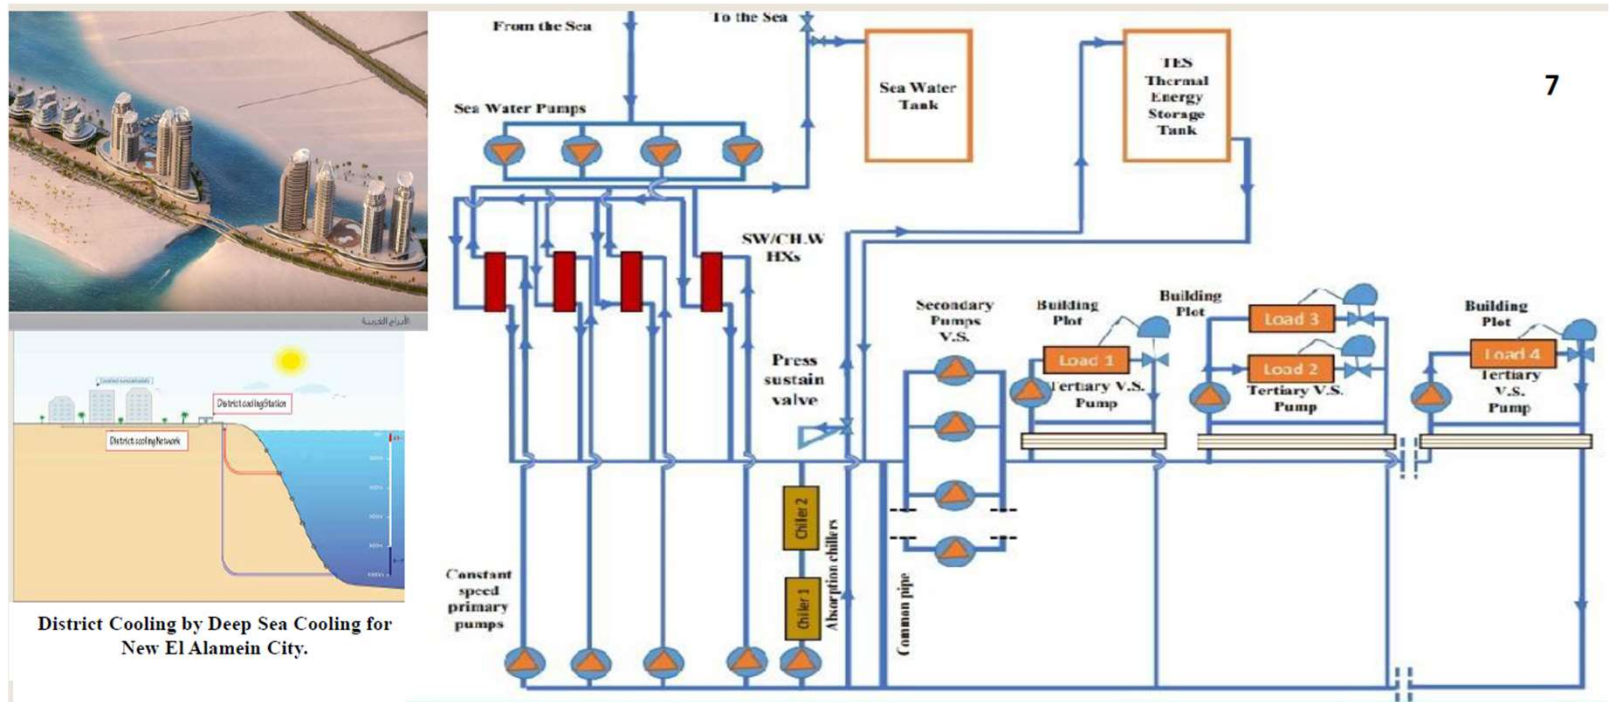 From the Sea
To the Sea
Sea Water Pumps
Sea Water
Tank
TES
Thermal
Energy
Storage
Tank
7
SW/CH.W
HXs
Press
sustain
valve
Secondary
Pumps
V.S.
Building
Plot
Load 1
Tertiary V.S.
Pump
Building
Plot
Load 3
Load 2
Tertiary V.S.
Pump
Building
Plot
Load 4
Tertiary
V.S.
Pump
Constant
speed
primary
pumps
Chiller 2
Chiller 1
Absorption chillers
Common pipe
الأبراج الغربية
District cooling Station
District cooling Network
District Cooling by Deep Sea Cooling for
New El Alamein City.